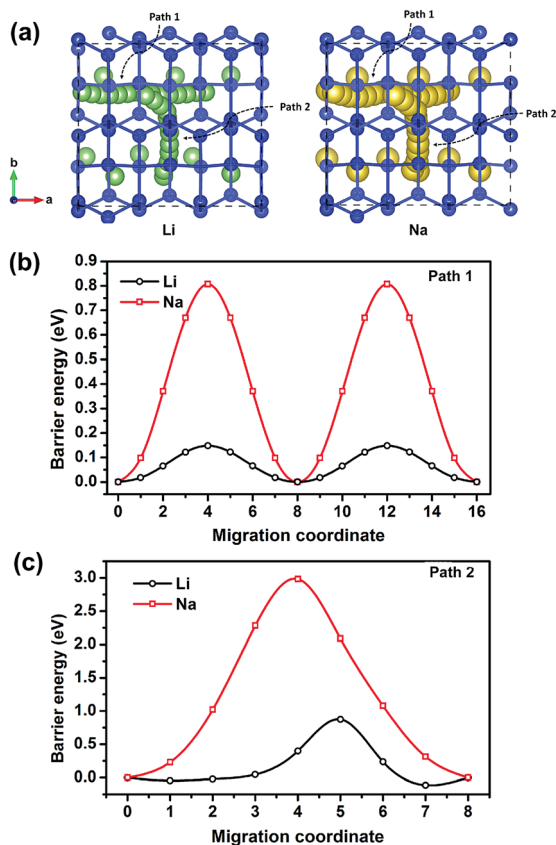 (a)
Path 1
Path 1
Path 2
Path 2
b
a
Li
Na
(b)
0.9
0.8
0.7
0.6
0.5
0.4
0.3
0.2
0.1
0.0
Barrier energy (eV)
Li
Na
Path 1
0 2 4 6 8 10 12 14 16
Migration coordinate
(c)
3.0
2.5
2.0
1.5
1.0
0.5
0.0
Barrier energy (eV)
Li
Na
Path 2
0 1 2 3 4 5 6 7 8
Migration coordinate